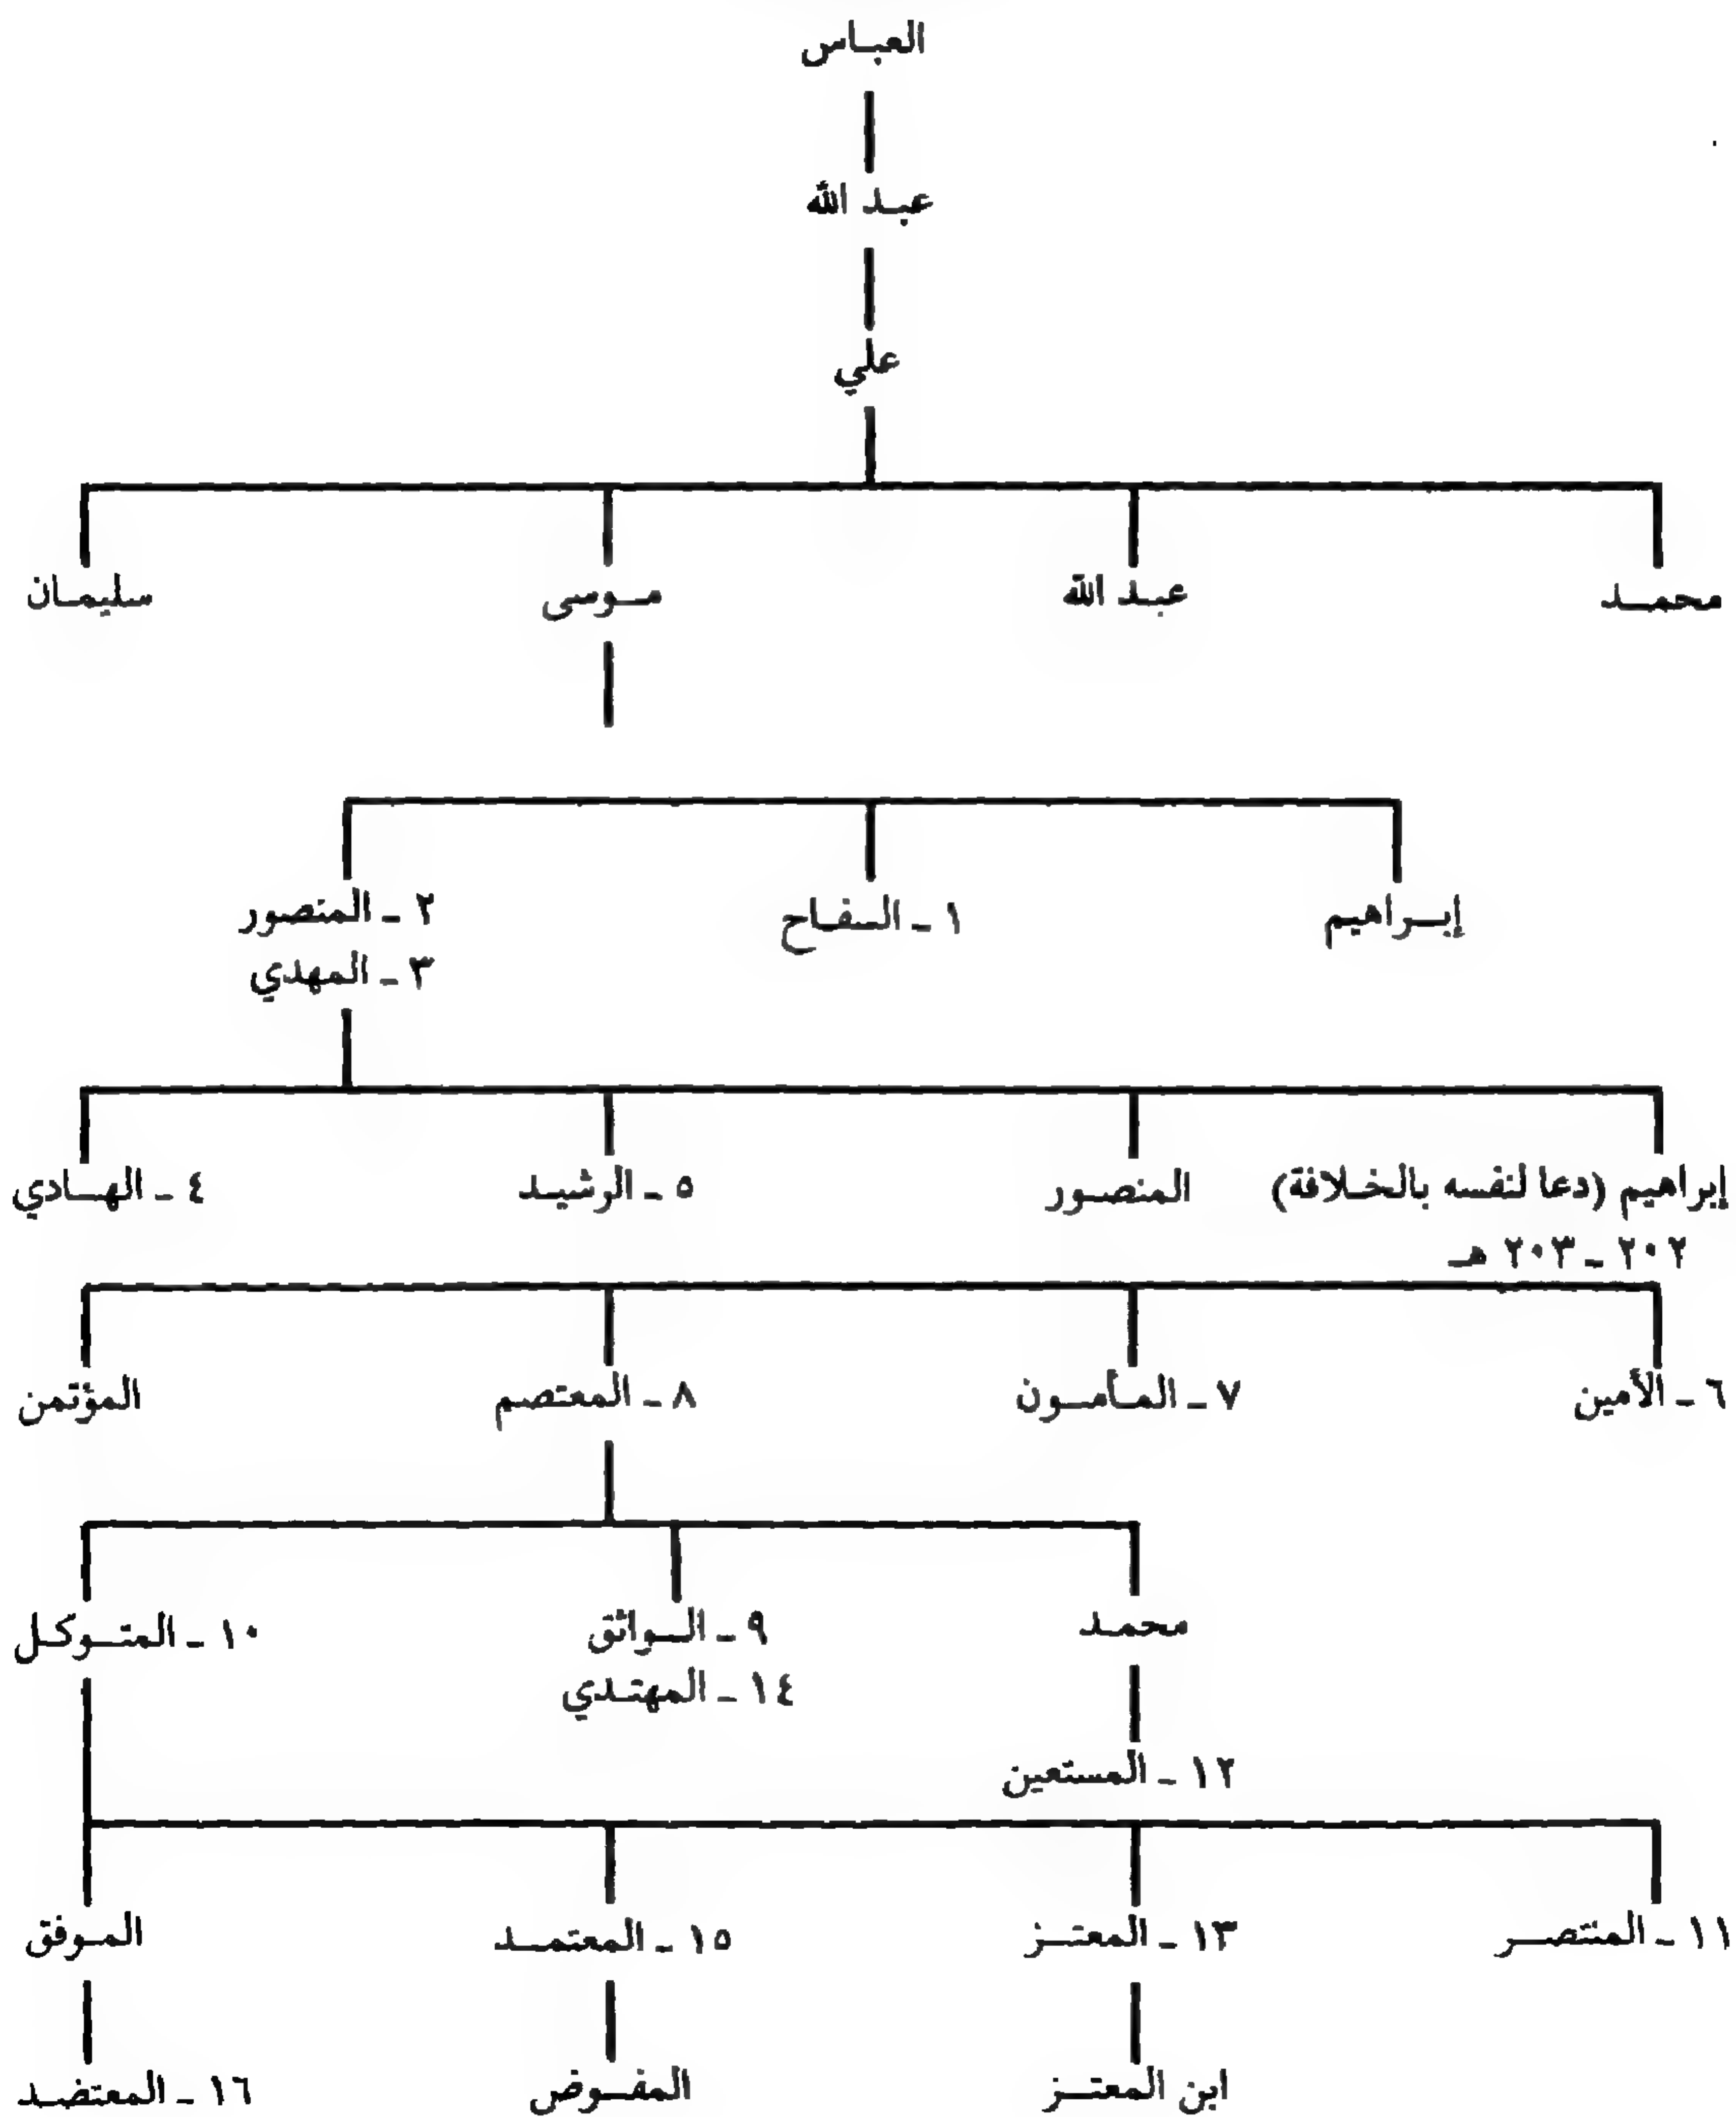 العباس
عبد الله
علي
محمد عبد الله موسى سليمان
إبراهيم ١ - السفاح ٢ - المنصور
٣ - المهدي
إبراهيم (دعا لنفسه بالخلافة) المنصور ٥ - الرشيد ٤ - الهادي
٢٠٢ - ٢٠٣ هـ
٦ - الأمين ٧ - المأمون ٨ - المعتصم المؤتمن
محمد ٩ - الواثق ١٠ - المتوكل
١٤ - المهتدي
١٢ - المستعين
١١ - المنتصر ١٣ - المعتز ١٥ - المعتمد الموفق
ابن المعتز المفوض ١٦ - المعتضد